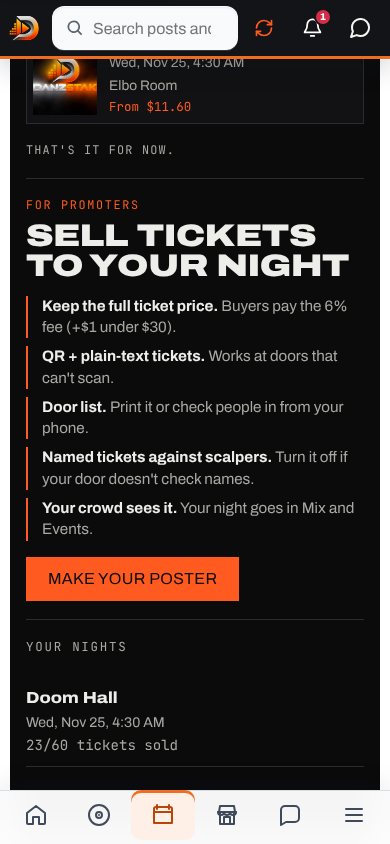 Search posts and
1
DANZSTAK
Wed, Nov 25, 4:30 AM
Elbo Room
From $11.60
THAT'S IT FOR NOW.
FOR PROMOTERS
SELL TICKETS
TO YOUR NIGHT
Keep the full ticket price. Buyers pay the 6%
fee (+$1 under $30).
QR + plain-text tickets. Works at doors that
can't scan.
Door list. Print it or check people in from your
phone.
Named tickets against scalpers. Turn it off if
your door doesn't check names.
Your crowd sees it. Your night goes in Mix and
Events.
MAKE YOUR POSTER
YOUR NIGHTS
Doom Hall
Wed, Nov 25, 4:30 AM
23/60 tickets sold